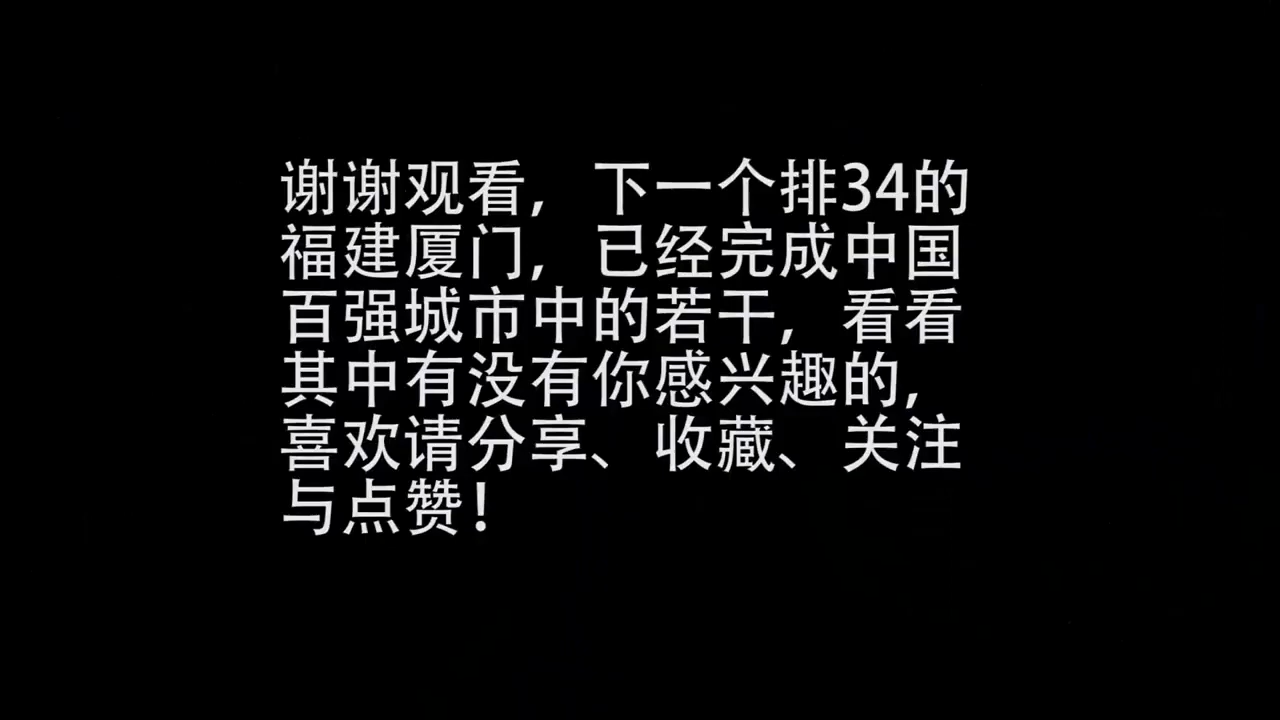 谢谢观看，下一个排34的
福建厦门，已经完成中国
百强城市中的若干，看看
其中有没有你感兴趣的，
喜欢请分享、收藏、关注
与点赞！